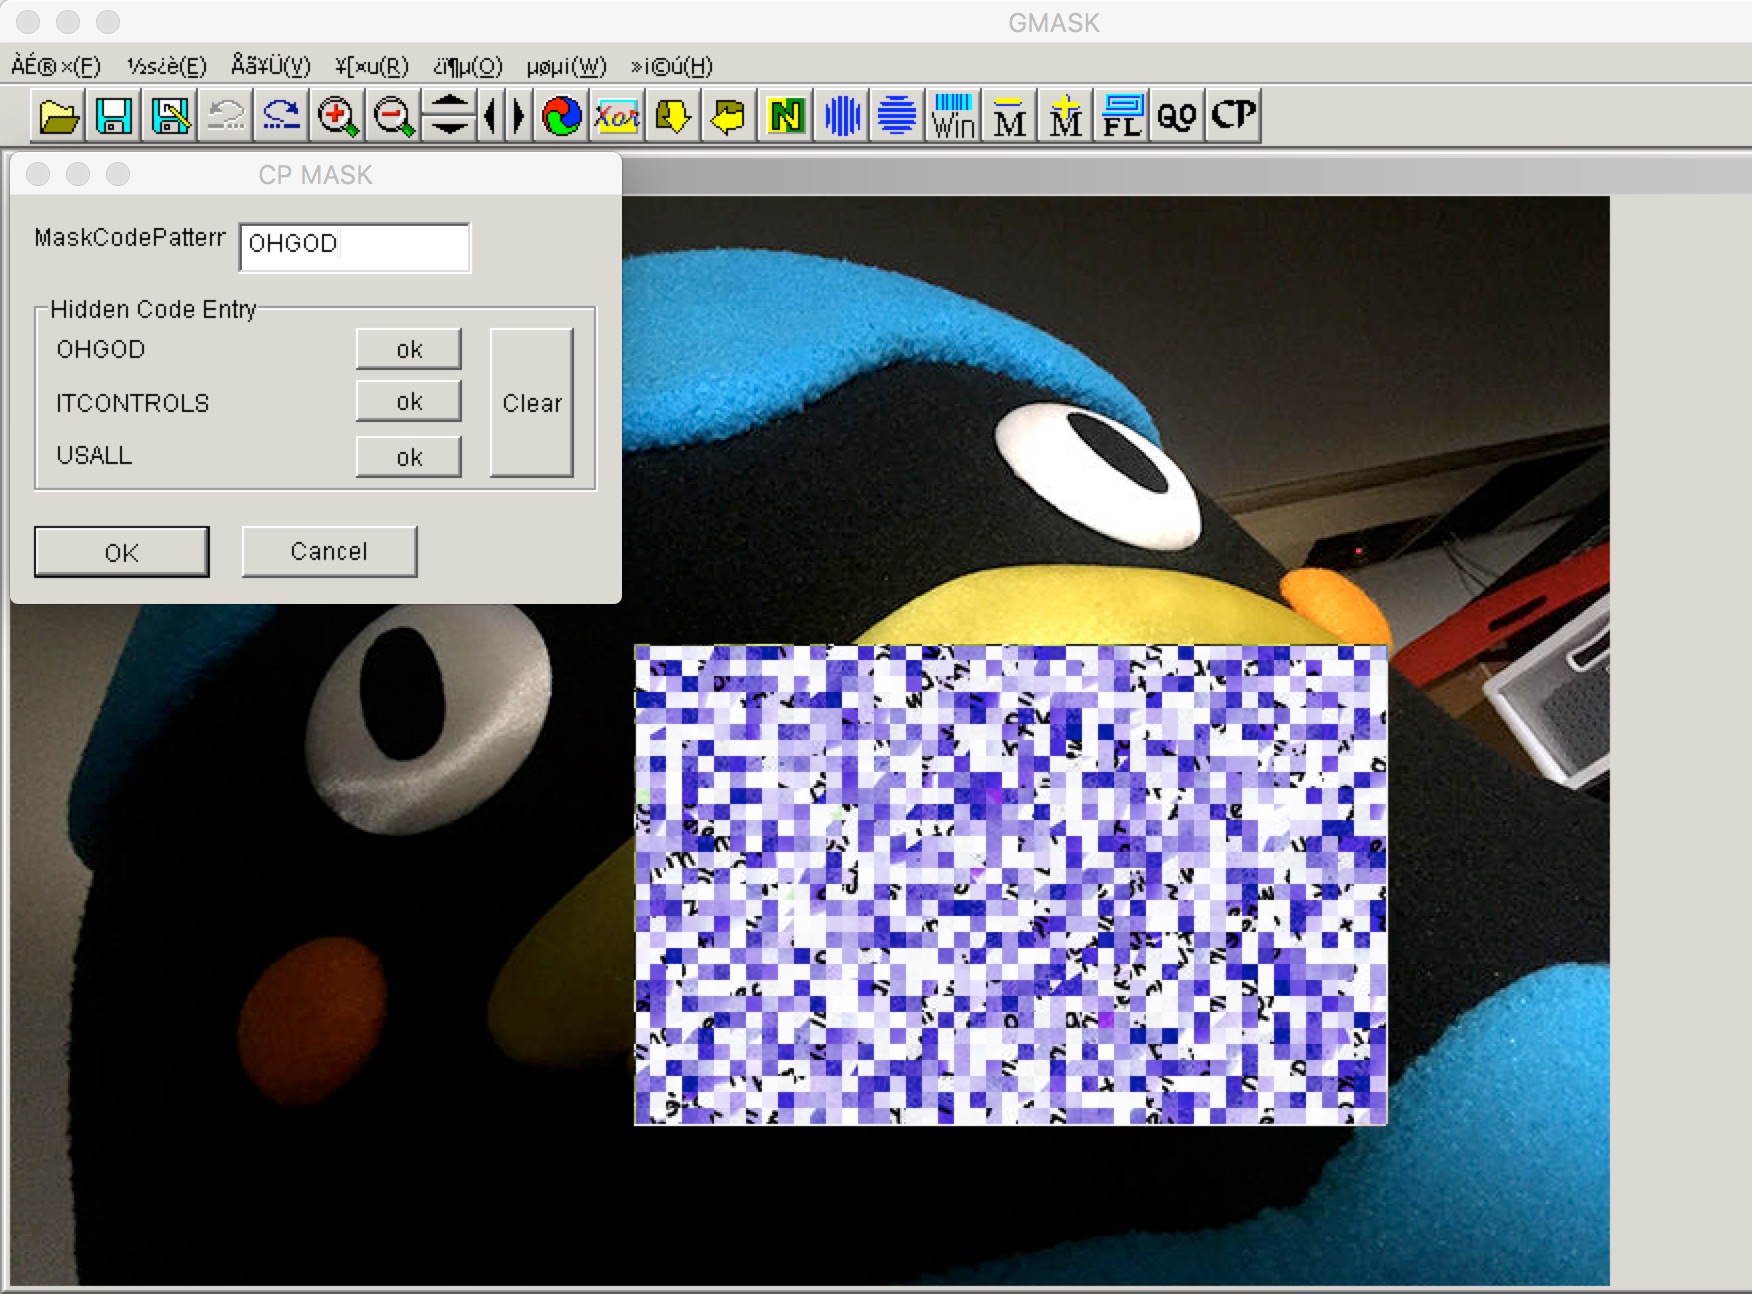 GMASK
ÀÉ®×(F) ½s¿è(E) Åã¥Ü(V) ¥[¤u(R) ¿ï¶µ(O) µøµ¡(W) »¡©ú(H)
Xor N Win M M FL QO CP
CP MASK
MaskCodePatterr OHGOD
Hidden Code Entry
OHGOD ok
ITCONTROLS ok
Clear
USALL ok
OK Cancel